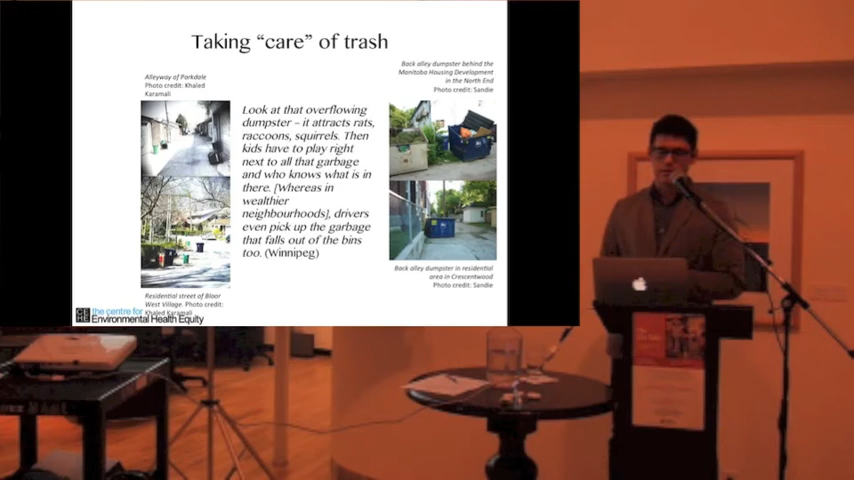 Taking “care” of trash
Alleyway of Parkdale
Photo credit: Khaled
Karamali
Look at that overflowing
dumpster – it attracts rats,
raccoons, squirrels. Then
kids have to play right
next to all that garbage
and who knows what is in
there. [Whereas in
wealthier
neighbourhoods], drivers
even pick up the garbage
that falls out of the bins
too. (Winnipeg)
Back alley dumpster behind the
Manitoba Housing Development
in the North End
Photo credit: Sandie
Back alley dumpster in residential
area in Crescentwood
Photo credit: Sandie
Residential street of Bloor
West Village. Photo credit:
Khaled Karamali
the centre for
Environmental Health Equity